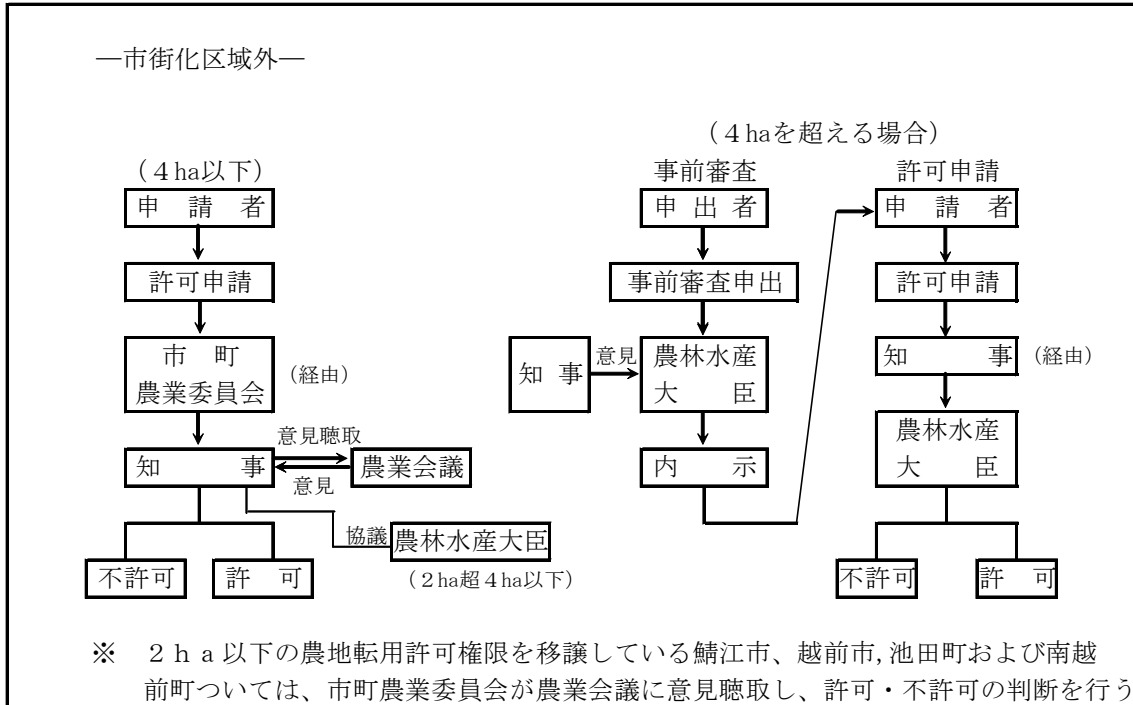 ―市街化区域外―
（４ha以下）
申請者
許可申請
市町
農業委員会
（経由）
知事
意見聴取
意見
農業会議
協議
農林水産大臣
（２ha超４ha以下）
不許可
許可
（４haを超える場合）
事前審査
申出者
事前審査申出
知事
意見
農林水産
大臣
内示
許可申請
申請者
許可申請
知事
（経由）
農林水産
大臣
不許可
許可
※　２ｈａ以下の農地転用許可権限を移譲している鯖江市、越前市,池田町および南越
前町ついては、市町農業委員会が農業会議に意見聴取し、許可・不許可の判断を行う